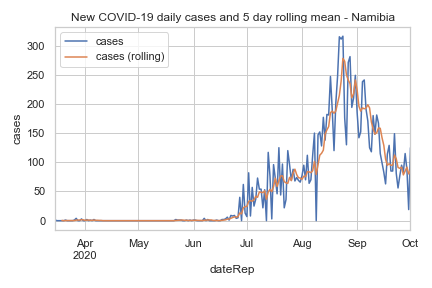 New COVID-19 daily cases and 5 day rolling mean - Namibia
cases
cases (rolling)
300
250
200
150
100
50
0
cases
Apr
2020
May
Jun
Jul
Aug
Sep
Oct
dateRep